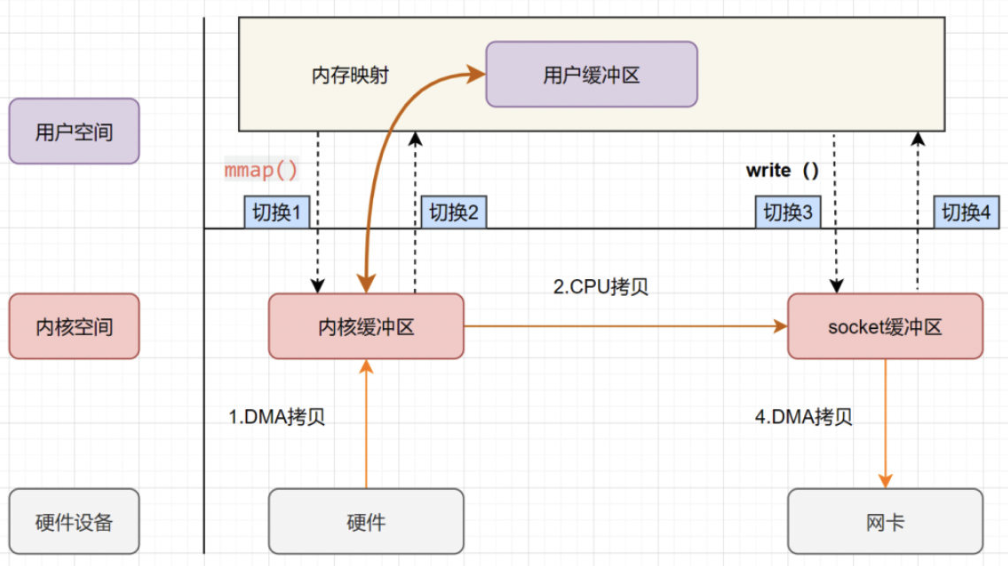 内存映射
用户缓冲区
用户空间
mmap()
write（）
切换1
切换2
切换3
切换4
2.CPU拷贝
内核空间
内核缓冲区
socket缓冲区
1.DMA拷贝
4.DMA拷贝
硬件设备
硬件
网卡